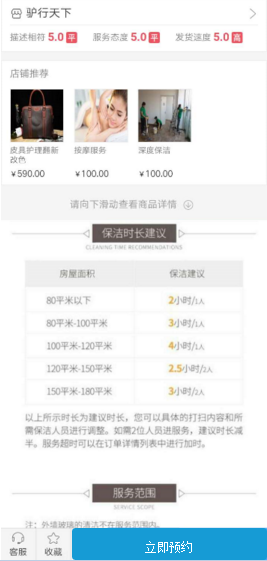 驴行天下
描述相符 5.0 平 服务态度 5.0 平 发货速度 5.0 高
店铺推荐
皮具护理翻新改色
¥590.00
按摩服务
¥100.00
深度保洁
¥100.00
请向下滑动查看商品详情
保洁时长建议
CLEANING TIME RECOMMENDATIONS
房屋面积 保洁建议
80平米以下 2小时/1人
80平米-100平米 3小时/1人
100平米-120平米 4小时/1人
120平米-150平米 2.5小时/2人
150平米-180平米 3小时/2人
以上所示时长为建议时长，您可以具体的打扫内容和所
需保洁人员进行调整。如需2位人员进服务，建议时长减
半。服务超时可以在订单详情列表中进行加时。
服务范围
SERVICE SCOPE
注：外墙玻璃的清洁不在服务范围内。
客服 收藏 立即预约